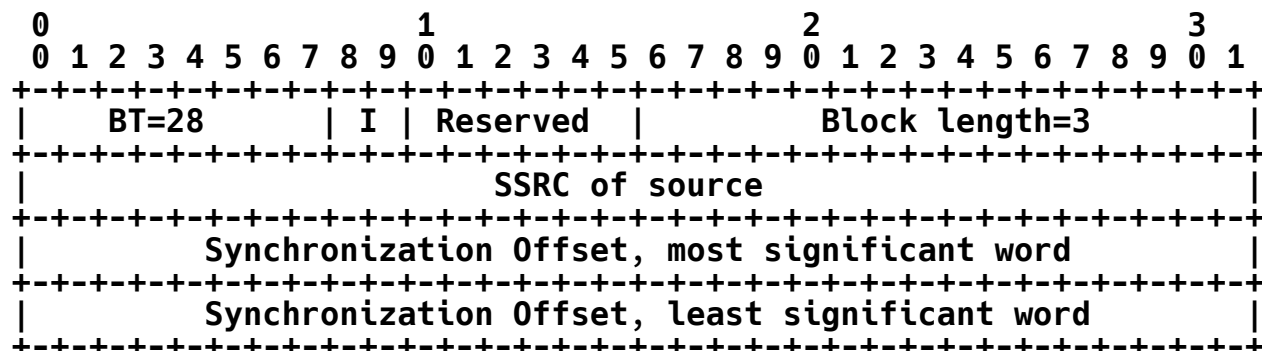 0                   1                   2                   3
 0 1 2 3 4 5 6 7 8 9 0 1 2 3 4 5 6 7 8 9 0 1 2 3 4 5 6 7 8 9 0 1
+-+-+-+-+-+-+-+-+-+-+-+-+-+-+-+-+-+-+-+-+-+-+-+-+-+-+-+-+-+-+-+-+
|    BT=28      | I | Reserved  |         Block length=3        |
+-+-+-+-+-+-+-+-+-+-+-+-+-+-+-+-+-+-+-+-+-+-+-+-+-+-+-+-+-+-+-+-+
|                        SSRC of source                         |
+-+-+-+-+-+-+-+-+-+-+-+-+-+-+-+-+-+-+-+-+-+-+-+-+-+-+-+-+-+-+-+-+
|         Synchronization Offset, most significant word         |
+-+-+-+-+-+-+-+-+-+-+-+-+-+-+-+-+-+-+-+-+-+-+-+-+-+-+-+-+-+-+-+-+
|         Synchronization Offset, least significant word        |
+-+-+-+-+-+-+-+-+-+-+-+-+-+-+-+-+-+-+-+-+-+-+-+-+-+-+-+-+-+-+-+-+